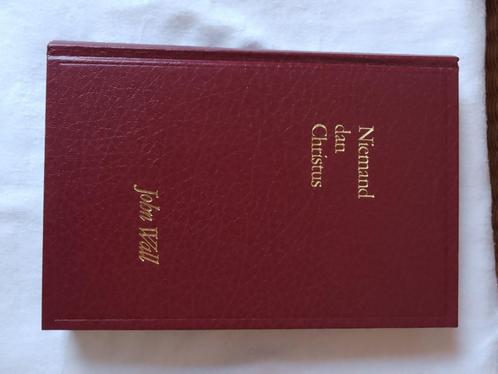 Niemand
dan
Christus
John Wall